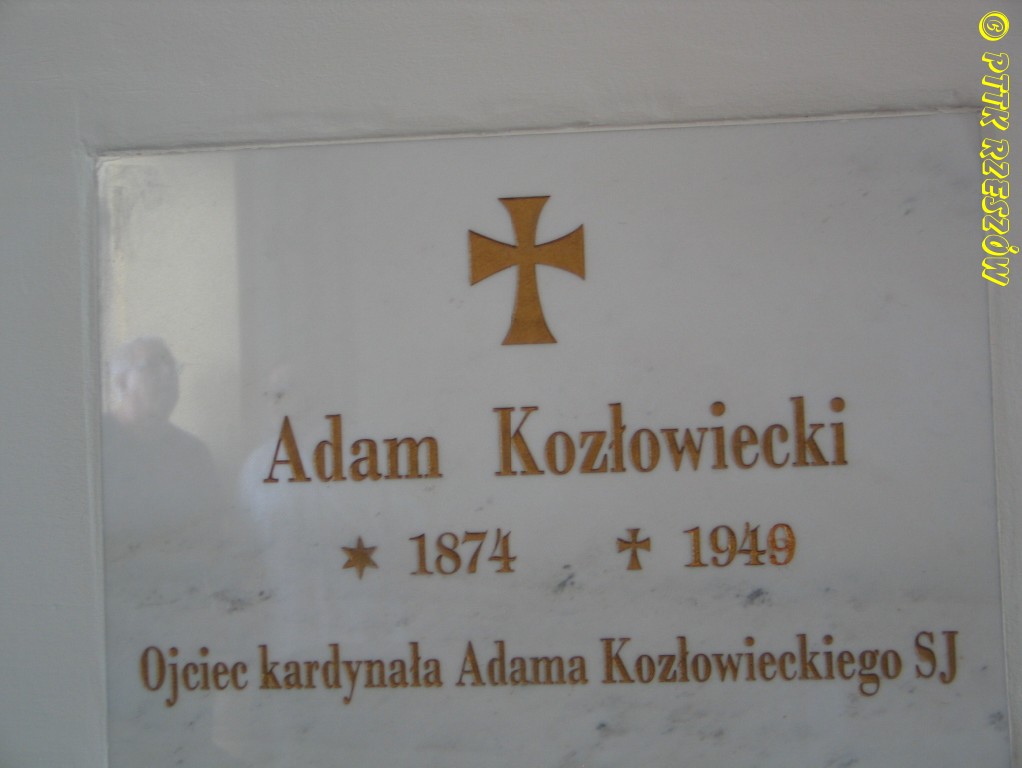 Adam Kozłowiecki
✶ 1874 ✝ 1949
Ojciec kardynała Adama Kozłowieckiego SJ
© PTTK RZESZÓW